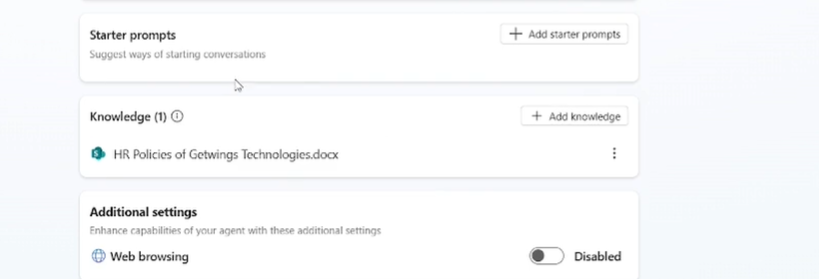 Starter prompts
Add starter prompts
Suggest ways of starting conversations
Knowledge (1)
Add knowledge
HR Policies of Getwings Technologies.docx
Additional settings
Enhance capabilities of your agent with these additional settings
Web browsing
Disabled